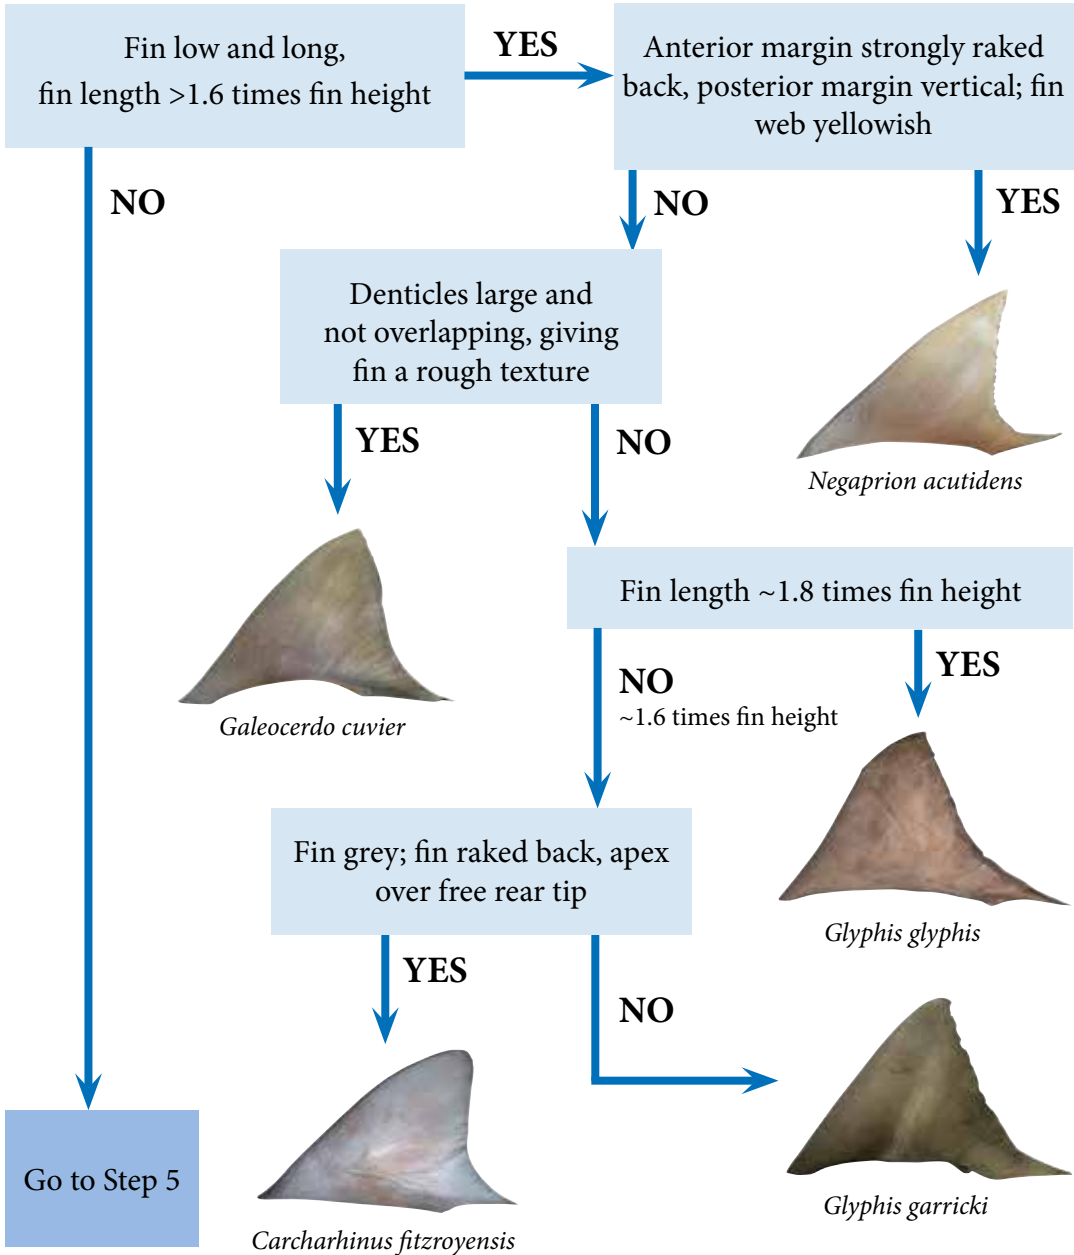 Fin low and long,
fin length >1.6 times fin height
YES
Anterior margin strongly raked
back, posterior margin vertical; fin
web yellowish
NO
NO
YES
Denticles large and
not overlapping, giving
fin a rough texture
YES
NO
Negaprion acutidens
Fin length ~1.8 times fin height
Galeocerdo cuvier
NO
~1.6 times fin height
YES
Fin grey; fin raked back, apex
over free rear tip
Glyphis glyphis
YES
NO
Go to Step 5
Carcharhinus fitzroyensis
Glyphis garricki